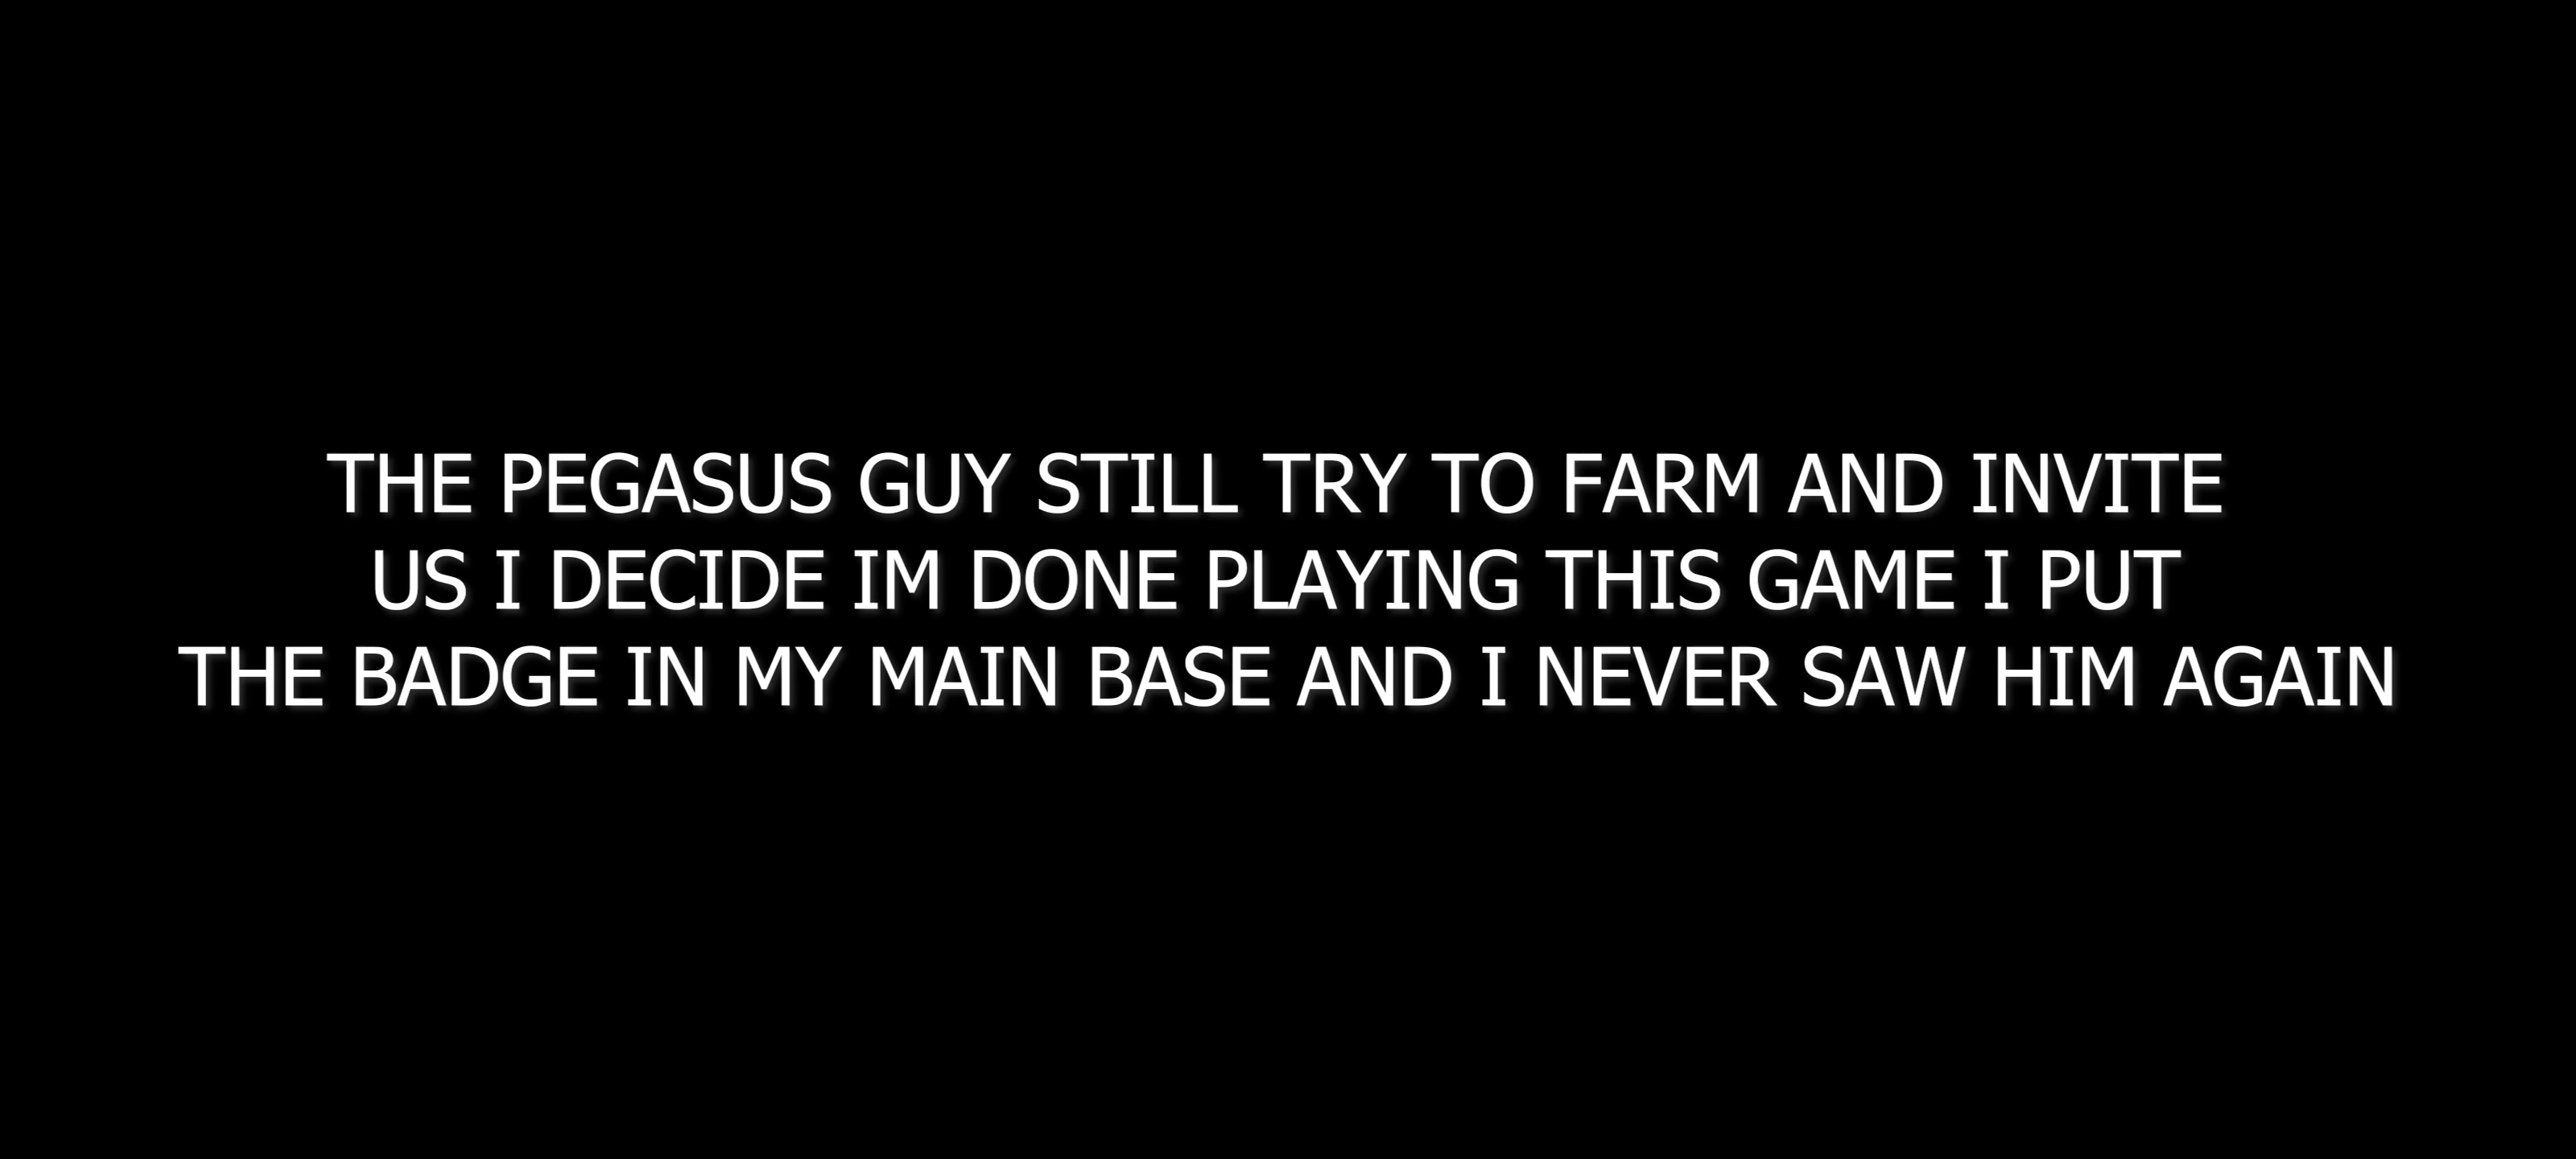 THE PEGASUS GUY STILL TRY TO FARM AND INVITE
US I DECIDE IM DONE PLAYING THIS GAME I PUT
THE BADGE IN MY MAIN BASE AND I NEVER SAW HIM AGAIN